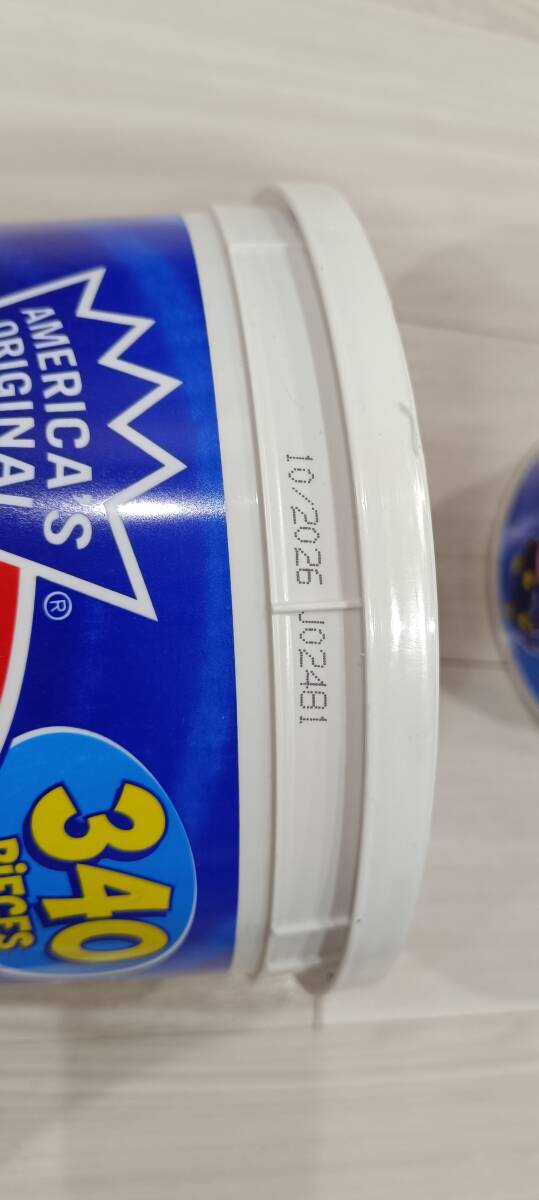 AMERICA'S
ORIGINAL
®
340
PiECES
10/2026 J02481